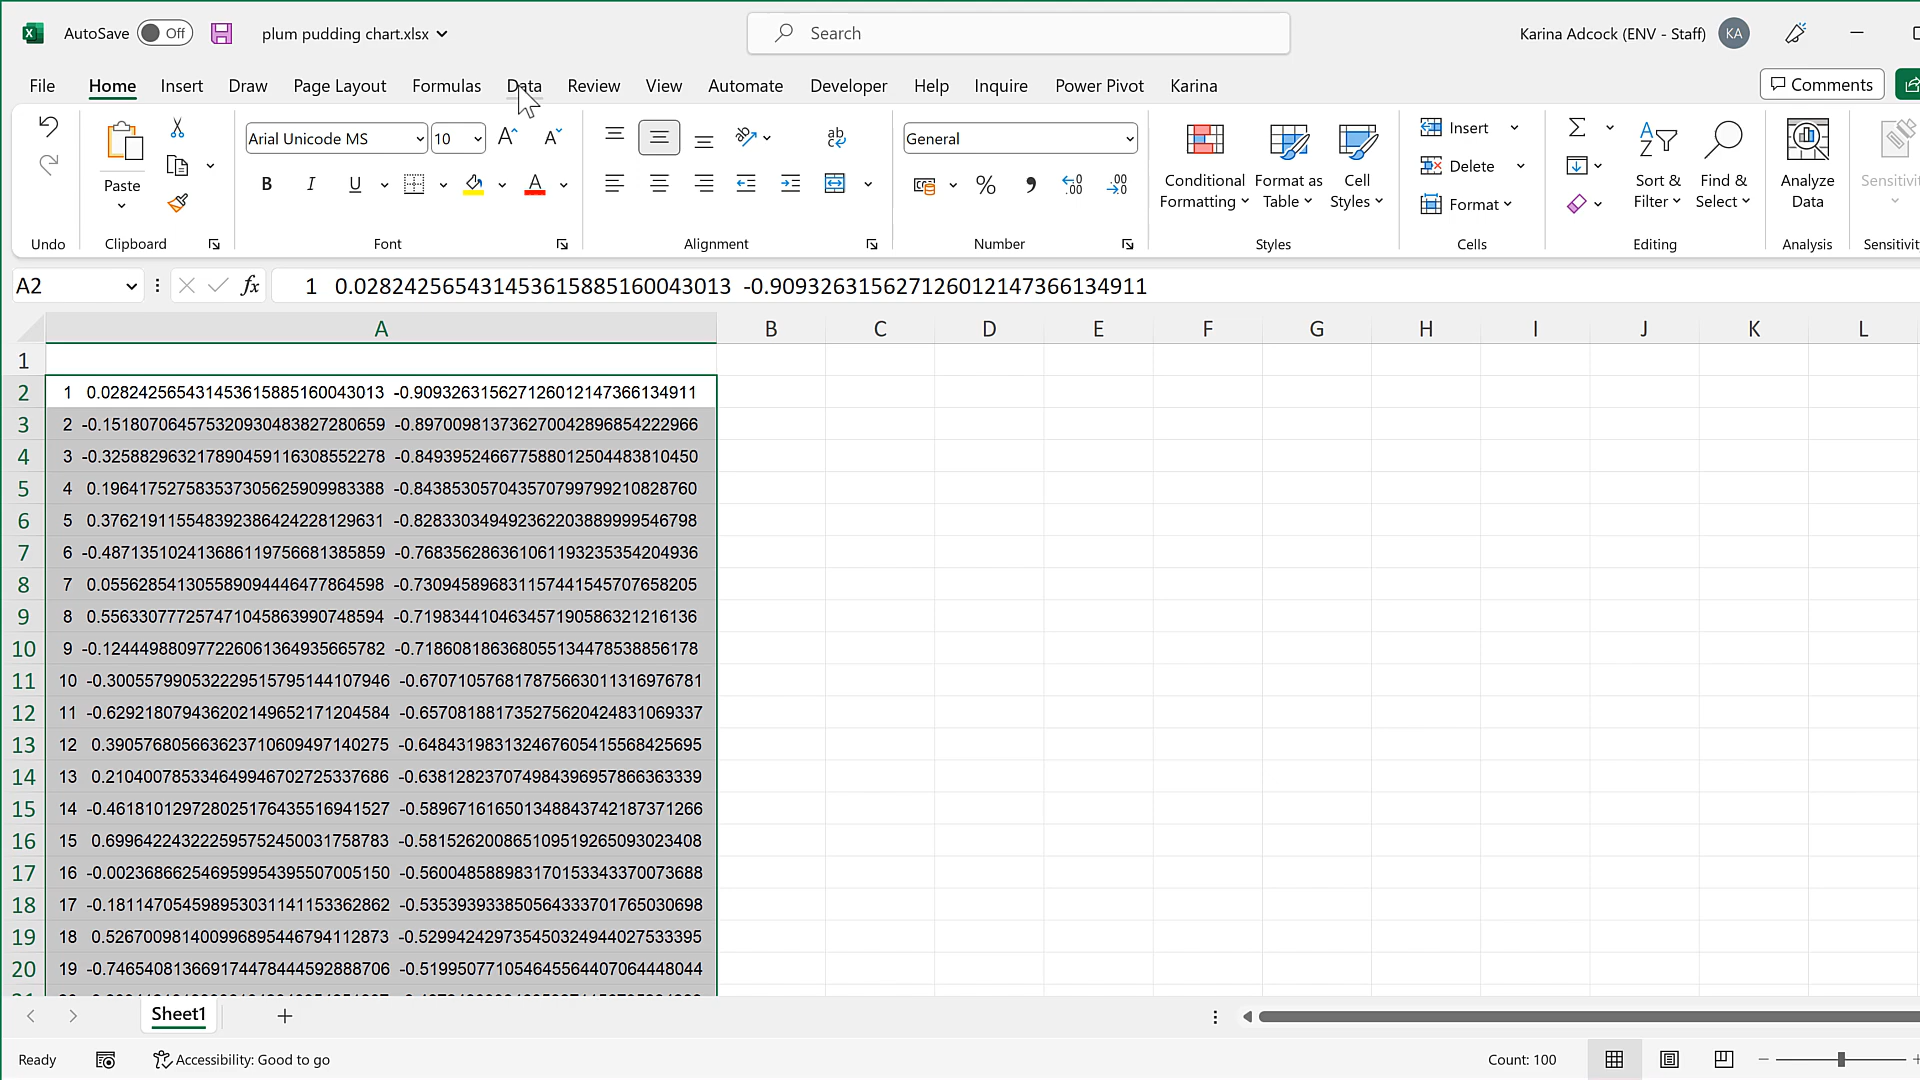 AutoSave Off plum pudding chart.xlsx Search Karina Adcock (ENV - Staff) KA
File Home Insert Draw Page Layout Formulas Data Review View Automate Developer Help Inquire Power Pivot Karina Comments
Arial Unicode MS 10 General Insert
Delete
Format
Paste
Conditional Formatting
Format as Table
Cell Styles
Sort & Filter
Find & Select
Analyze Data
Undo Clipboard Font Alignment Number Styles Cells Editing Analysis
A2 fx 1 0.028242565431453615885160043013 -0.909326315627126012147366134911
A B C D E F G H I J K L
1
2 1 0.028242565431453615885160043013 -0.909326315627126012147366134911
3 2 -0.151807064575320930483827280659 -0.897009813736270042896854222966
4 3 -0.325882963217890459116308552278 -0.849395246677588012504483810450
5 4 0.196417527583537305625909983388 -0.843853057043570799799210828760
6 5 0.376219115548392386424228129631 -0.828330349492362203889999546798
7 6 -0.487135102413686119756681385859 -0.768356286361061193235354204936
8 7 0.055628541305589094446477864598 -0.730945896831157441545707658205
9 8 0.556330777257471045863990748594 -0.719834410463457190586321216136
10 9 -0.124449880977226061364935665782 -0.718608186368055134478538856178
11 10 -0.300557990532229515795144107946 -0.670710576817875663011316976781
12 11 -0.629218079436202149652171204584 -0.657081881735275620424831069337
13 12 0.390576805663623710609497140275 -0.648431983132467605415568425695
14 13 0.210400785334649946702725337686 -0.638128237074984396957866363339
15 14 -0.461810129728025176435516941527 -0.589671616501348843742187371266
16 15 0.699642243222595752450031758783 -0.581526200865109519265093023408
17 16 -0.002368662546959954395507005150 -0.560048588983170153343370073688
18 17 -0.181147054598953031141153362862 -0.535393933850564333701765030698
19 18 0.526700981400996895446794112873 -0.529942429735450324944027533395
20 19 -0.746540813669174478444592888706 -0.519950771054645564407064448044
Sheet1
Ready Accessibility: Good to go Count: 100